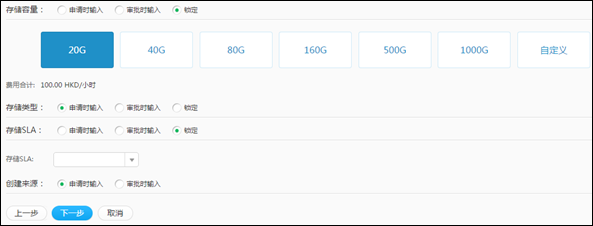 存储容量： 申请时输入 审批时输入 锁定
20G 40G 80G 160G 500G 1000G 自定义
费用合计: 100.00 HKD/小时
存储类型： 申请时输入 审批时输入 锁定
存储SLA： 申请时输入 审批时输入 锁定
存储SLA:
创建来源： 申请时输入 审批时输入
上一步 下一步 取消